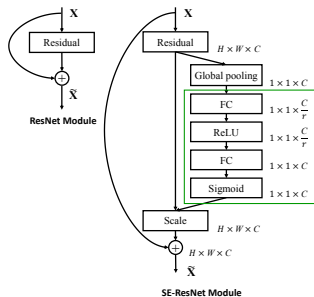 X
Residual
+
X̃
ResNet Module
X
Residual
H × W × C
Global pooling
1 × 1 × C
FC
1 × 1 × C/r
ReLU
1 × 1 × C/r
FC
1 × 1 × C
Sigmoid
1 × 1 × C
Scale
H × W × C
+
H × W × C
X̃
SE-ResNet Module